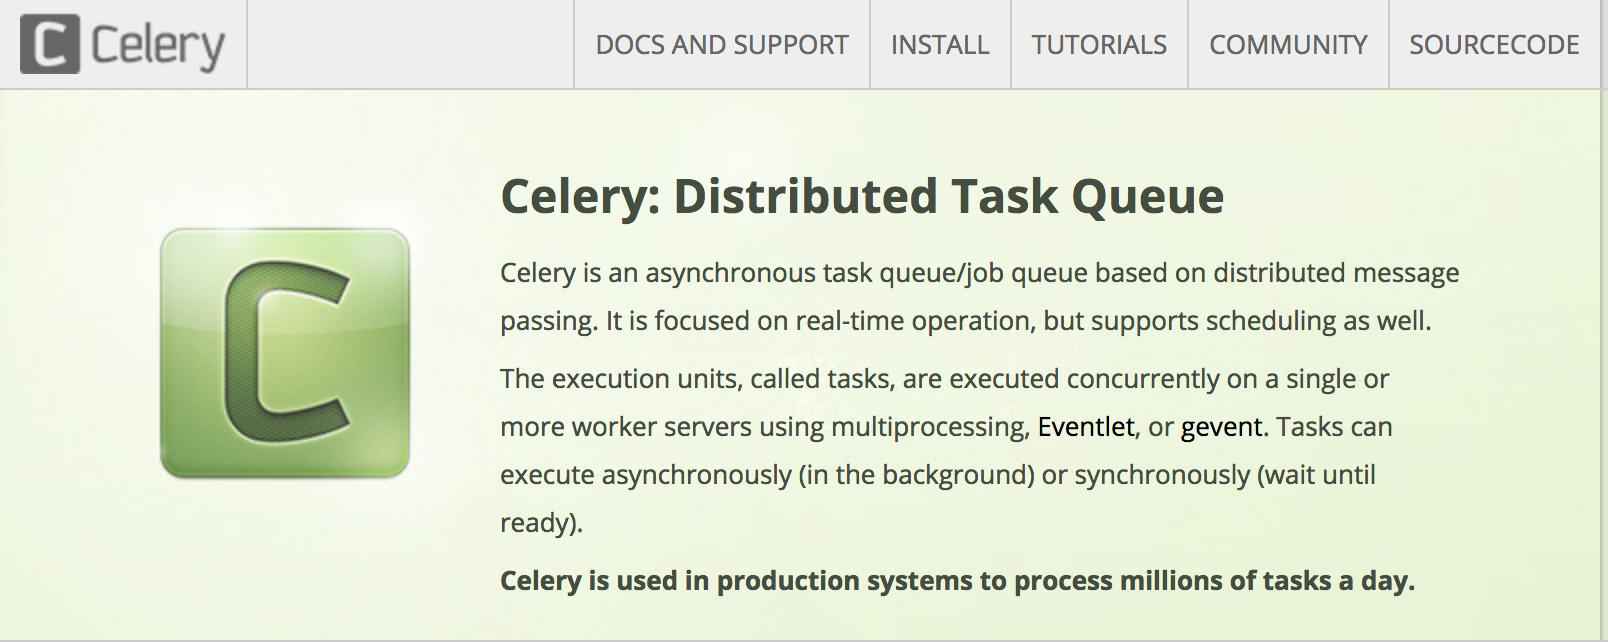 C Celery
DOCS AND SUPPORT
INSTALL
TUTORIALS
COMMUNITY
SOURCECODE
C
Celery: Distributed Task Queue
Celery is an asynchronous task queue/job queue based on distributed message
passing. It is focused on real-time operation, but supports scheduling as well.
The execution units, called tasks, are executed concurrently on a single or
more worker servers using multiprocessing, Eventlet, or gevent. Tasks can
execute asynchronously (in the background) or synchronously (wait until
ready).
Celery is used in production systems to process millions of tasks a day.